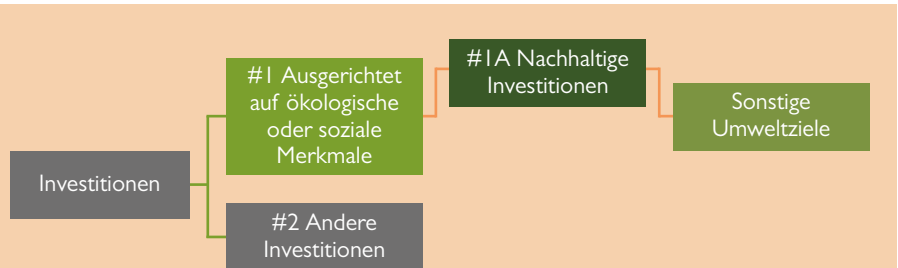 Investitionen
#1 Ausgerichtet
auf ökologische
oder soziale
Merkmale
#2 Andere
Investitionen
#1A Nachhaltige
Investitionen
Sonstige
Umweltziele